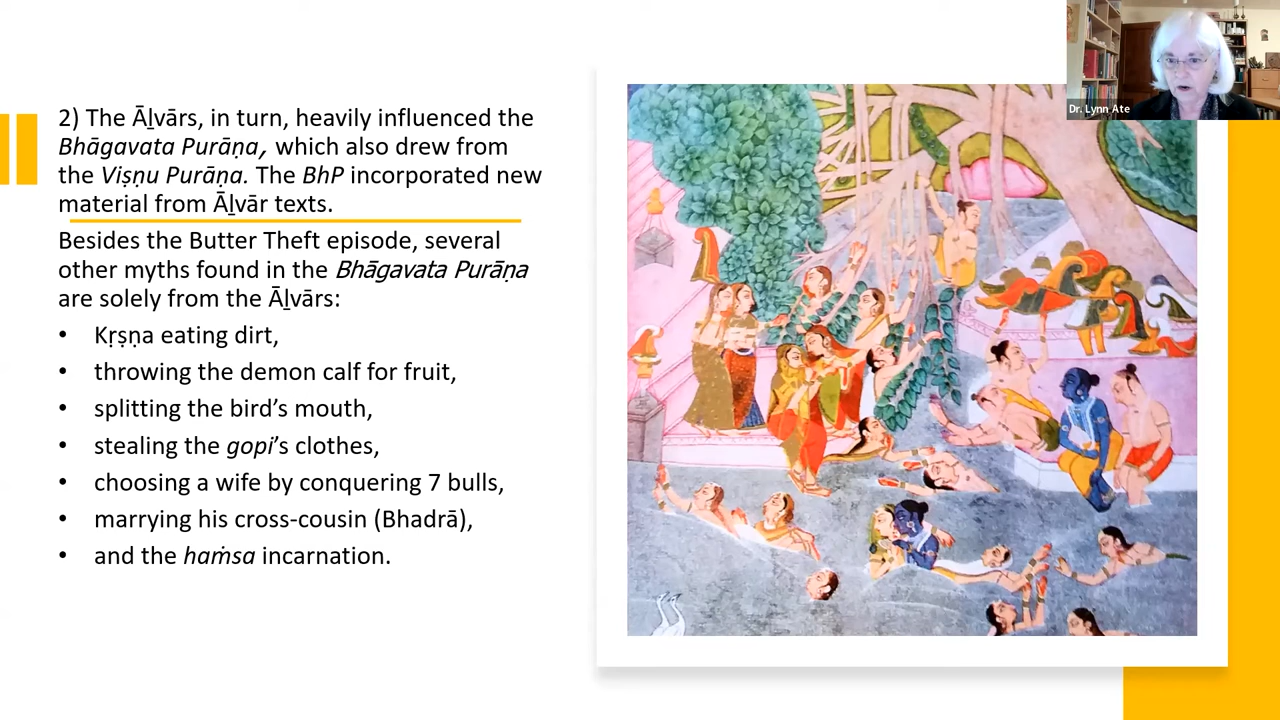 2) The Āḻvārs, in turn, heavily influenced the
Bhāgavata Purāṇa, which also drew from
the Viṣṇu Purāṇa. The BhP incorporated new
material from Āḻvār texts.
Besides the Butter Theft episode, several
other myths found in the Bhāgavata Purāṇa
are solely from the Āḻvārs:
• Kṛṣṇa eating dirt,
• throwing the demon calf for fruit,
• splitting the bird’s mouth,
• stealing the gopi’s clothes,
• choosing a wife by conquering 7 bulls,
• marrying his cross-cousin (Bhadrā),
• and the haṁsa incarnation.
Dr. Lynn Ate